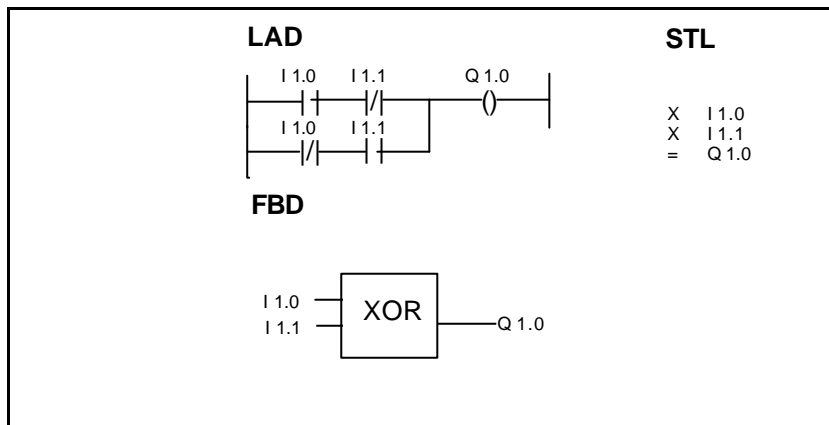 LAD
I 1.0 I 1.1 Q 1.0
I 1.0 I 1.1
STL
X I 1.0
X I 1.1
= Q 1.0
FBD
I 1.0
I 1.1
XOR
Q 1.0